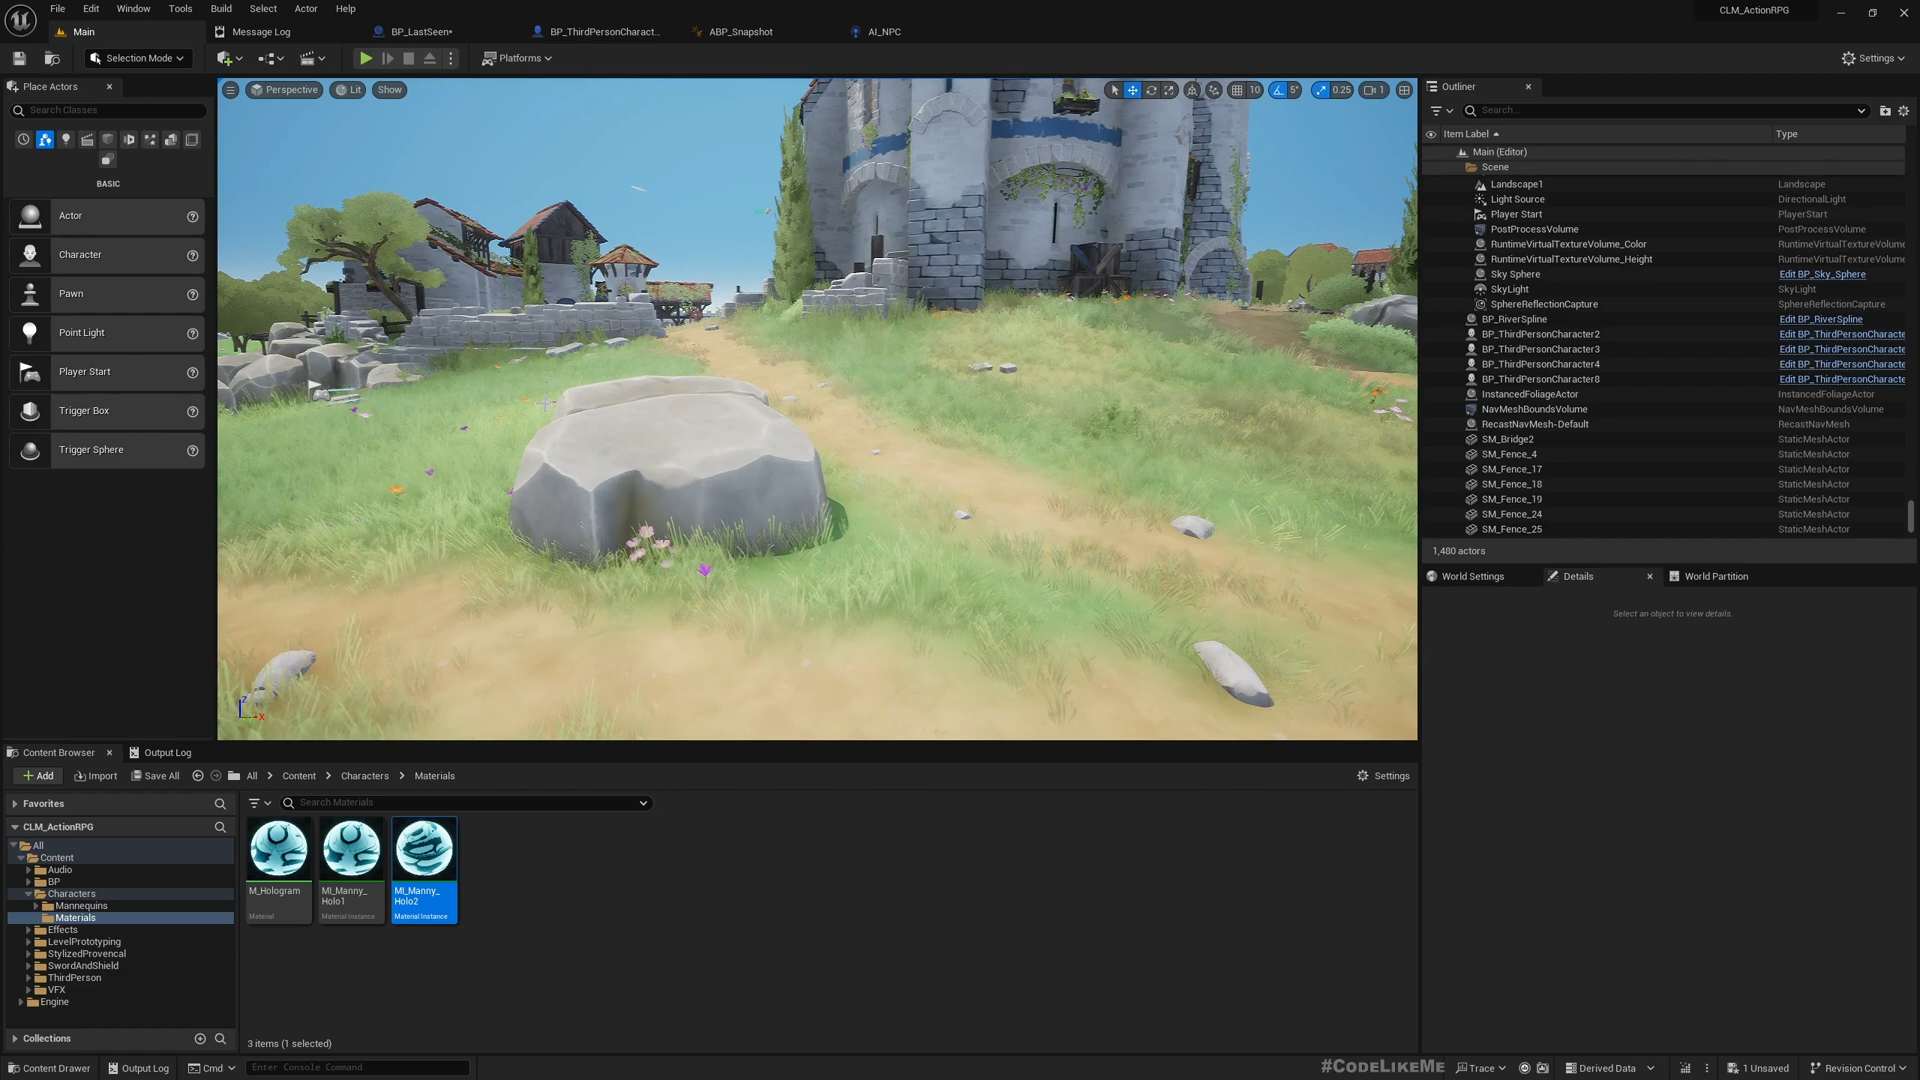 File Edit Window Tools Build Select Actor Help
CLM_ActionRPG
Main
Message Log
BP_LastSeen*
BP_ThirdPersonCharact...
ABP_Snapshot
AI_NPC
Selection Mode
Platforms
Settings
Place Actors
Search Classes
BASIC
Actor
Character
Pawn
Point Light
Player Start
Trigger Box
Trigger Sphere
Perspective
Lit
Show
10
5°
0.25
1
Z
X
Outliner
Search...
Item Label
Type
Main (Editor)
Scene
Landscape1 Landscape
Light Source DirectionalLight
Player Start PlayerStart
PostProcessVolume PostProcessVolume
RuntimeVirtualTextureVolume_Color RuntimeVirtualTextureVolume
RuntimeVirtualTextureVolume_Height RuntimeVirtualTextureVolume
Sky Sphere Edit BP_Sky_Sphere
SkyLight SkyLight
SphereReflectionCapture SphereReflectionCapture
BP_RiverSpline Edit BP_RiverSpline
BP_ThirdPersonCharacter2 Edit BP_ThirdPersonCharacte
BP_ThirdPersonCharacter3 Edit BP_ThirdPersonCharacte
BP_ThirdPersonCharacter4 Edit BP_ThirdPersonCharacte
BP_ThirdPersonCharacter8 Edit BP_ThirdPersonCharacte
InstancedFoliageActor InstancedFoliageActor
NavMeshBoundsVolume NavMeshBoundsVolume
RecastNavMesh-Default RecastNavMesh
SM_Bridge2 StaticMeshActor
SM_Fence_4 StaticMeshActor
SM_Fence_17 StaticMeshActor
SM_Fence_18 StaticMeshActor
SM_Fence_19 StaticMeshActor
SM_Fence_24 StaticMeshActor
SM_Fence_25 StaticMeshActor
1,480 actors
World Settings
Details
World Partition
Select an object to view details.
Content Browser
Output Log
Add
Import
Save All
All > Content > Characters > Materials
Settings
Favorites
CLM_ActionRPG
All
Content
Audio
BP
Characters
Mannequins
Materials
Effects
LevelPrototyping
StylizedProvencal
SwordAndShield
ThirdPerson
VFX
Engine
Collections
Search Materials
M_Hologram
Material
MI_Manny_
Holo1
Material Instance
MI_Manny_
Holo2
Material Instance
3 items (1 selected)
Content Drawer
Output Log
Cmd
Enter Console Command
#CodeLikeMe
Trace
Derived Data
1 Unsaved
Revision Control